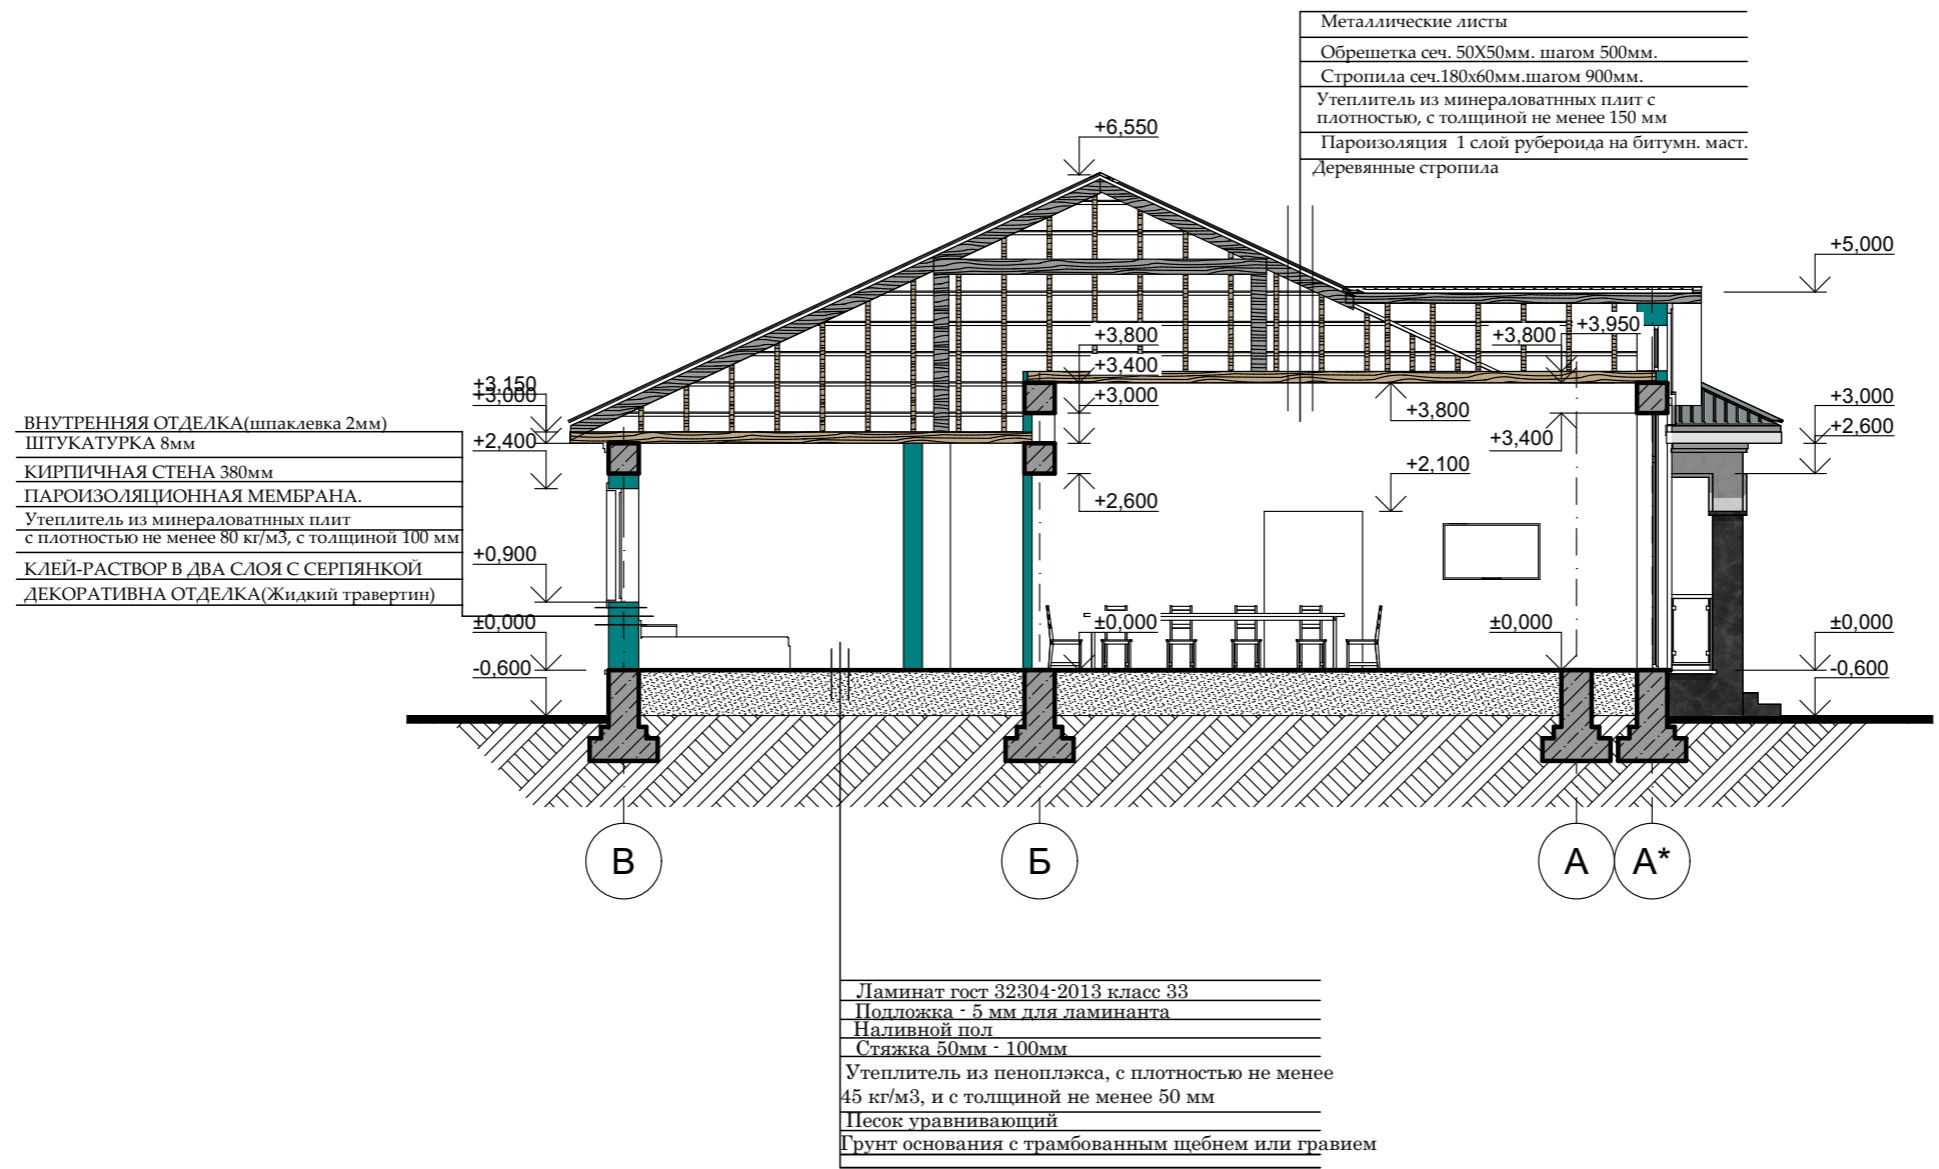 Металлические листы
Обрешетка сеч. 50X50мм. шагом 500мм.
Стропила сеч.180х60мм.шагом 900мм.
Утеплитель из минераловатнных плит с
плотностью, с толщиной не менее 150 мм
Пароизоляция 1 слой рубероида на битумн. маст.
Деревянные стропила
+6,550
+5,000
+3,950
+3,800
+3,800
+3,400
+3,000
+3,800
+3,400
+3,150
+3,000
+2,400
+3,000
+2,600
+2,100
+2,600
ВНУТРЕННЯЯ ОТДЕЛКА(шпаклевка 2мм)
ШТУКАТУРКА 8мм
КИРПИЧНАЯ СТЕНА 380мм
ПАРОИЗОЛЯЦИОННАЯ МЕМБРАНА.
Утеплитель из минераловатнных плит
с плотностью не менее 80 кг/м3, с толщиной 100 мм
КЛЕЙ-РАСТВОР В ДВА СЛОЯ С СЕРПЯНКОЙ
ДЕКОРАТИВНА ОТДЕЛКА(Жидкий травертин)
+0,900
±0,000
±0,000
±0,000
±0,000
-0,600
-0,600
В
Б
А
А*
Ламинат гост 32304-2013 класс 33
Подложка - 5 мм для ламинанта
Наливной пол
Стяжка 50мм - 100мм
Утеплитель из пеноплэкса, с плотностью не менее
45 кг/м3, и с толщиной не менее 50 мм
Песок уравнивающий
Грунт основания с трамбованным щебнем или гравием